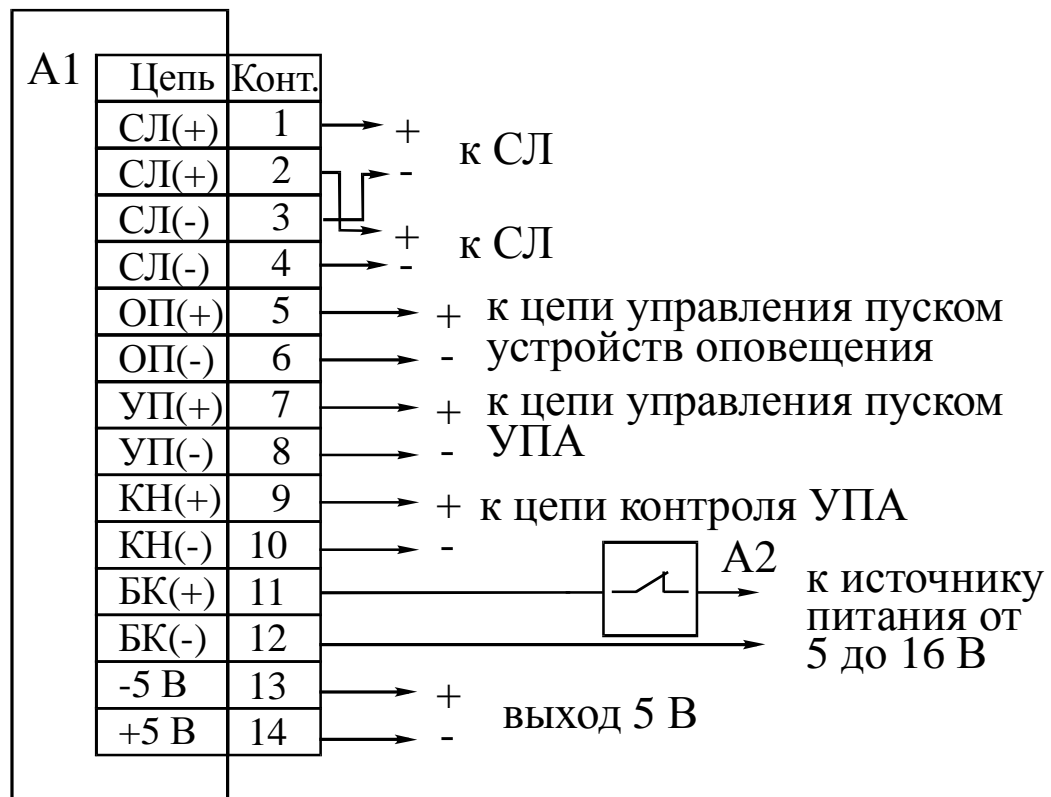 А1
Цепь Конт.
СЛ(+) 1 +
к СЛ
СЛ(+) 2 -
СЛ(-) 3 +
к СЛ
СЛ(-) 4 -
ОП(+) 5 + к цепи управления пуском
ОП(-) 6 - устройств оповещения
УП(+) 7 + к цепи управления пуском
УП(-) 8 - УПА
КН(+) 9 + к цепи контроля УПА
КН(-) 10 -
А2
БК(+) 11 к источнику
питания от
БК(-) 12 5 до 16 В
-5 В 13 +
выход 5 В
+5 В 14 -